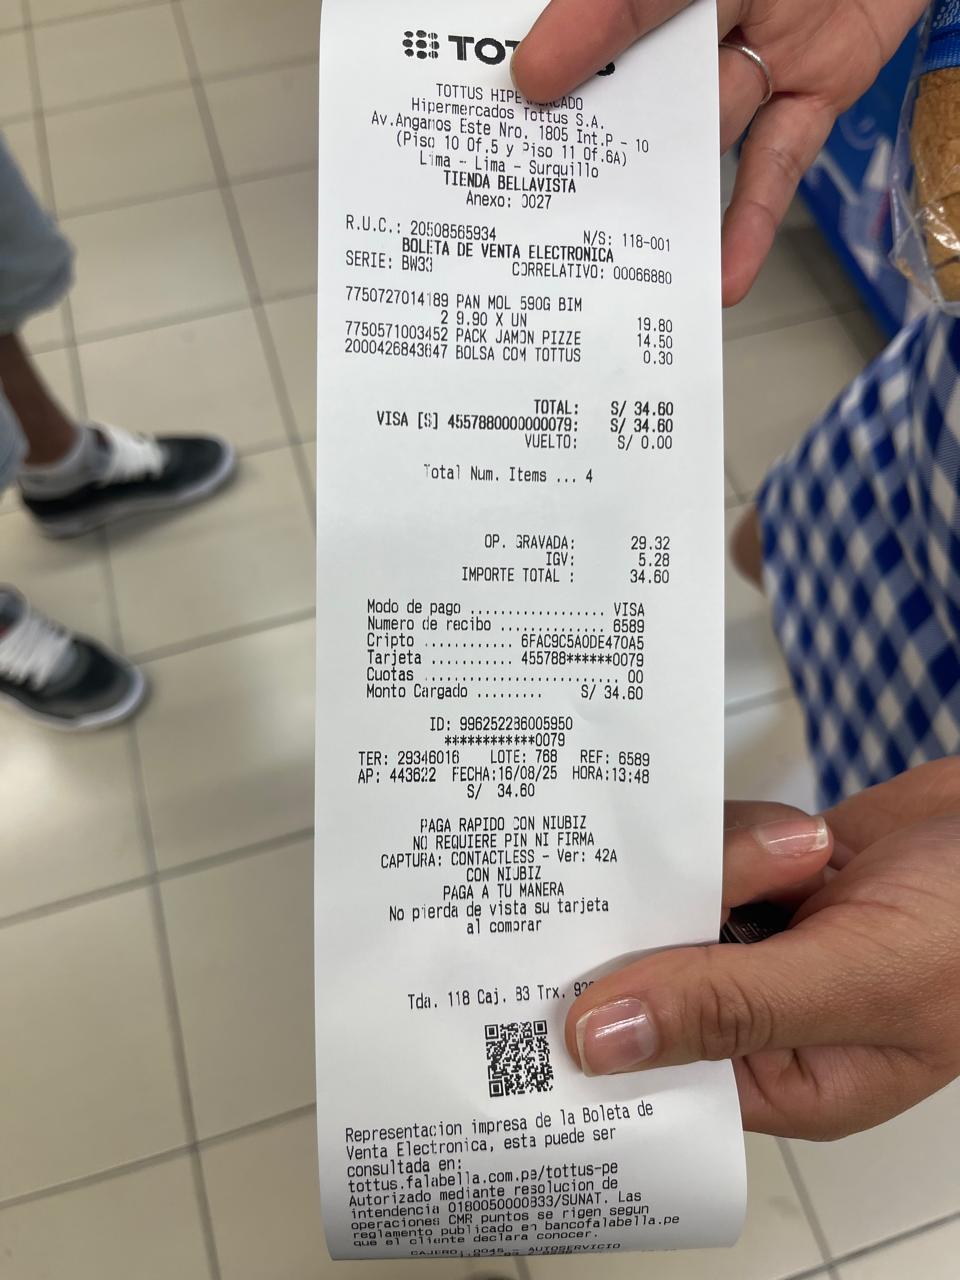 TOTTUS HIPERMERCADO
Hipermercados Tottus S.A.
Av.Angamos Este Nro. 1805 Int.P - 10
(Piso 10 Of.5 y Piso 11 Of.6A)
Lima - Lima - Surquillo
TIENDA BELLAVISTA
Anexo: 0027
R.U.C.: 20508565934 N/S: 118-001
BOLETA DE VENTA ELECTRONICA
SERIE: BW33 CORRELATIVO: 00066880
7750727014189 PAN MOL 590G BIM
2 9.90 X UN 19.80
7750571003452 PACK JAMON PIZZE 14.50
2000426843647 BOLSA COM TOTTUS 0.30
TOTAL: S/ 34.60
VISA [S] 4557880000000079: S/ 34.60
VUELTO: S/ 0.00
Total Num. Items ... 4
OP. GRAVADA: 29.32
IGV: 5.28
IMPORTE TOTAL : 34.60
Modo de pago .................. VISA
Numero de recibo .............. 6589
Cripto ............ 6FAC9C5A0DE470A5
Tarjeta ........... 455788******0079
Cuotas .......................... 00
Monto Cargado ......... S/ 34.60
ID: 996252286005950
************0079
TER: 29346016 LOTE: 768 REF: 6589
AP: 443622 FECHA:16/08/25 HORA:13:48
S/ 34.60
PAGA RAPIDO CON NIUBIZ
NO REQUIERE PIN NI FIRMA
CAPTURA: CONTACTLESS - Ver: 42A
CON NIUBIZ
PAGA A TU MANERA
No pierda de vista su tarjeta
al comprar
Tda. 118 Caj. 83 Trx.
Representacion impresa de la Boleta de
Venta Electronica, esta puede ser
consultada en:
tottus.falabella.com.pe/tottus-pe
Autorizado mediante resolucion de
intendencia 0180050000833/SUNAT. Las
operaciones CMR puntos se rigen segun
reglamento publicado en bancofalabella.pe
que el cliente declara conocer.
CAJERO: 0045 - AUTOSERVICIO